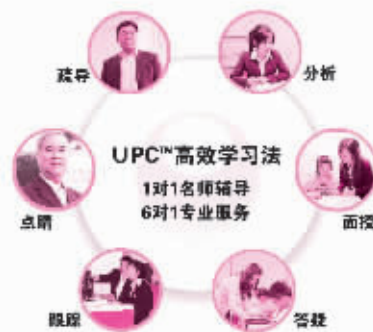 疏导
分析
UPC™高效学习法
点睛
1对1名师辅导
6对1专业服务
面授
跟踪
答疑